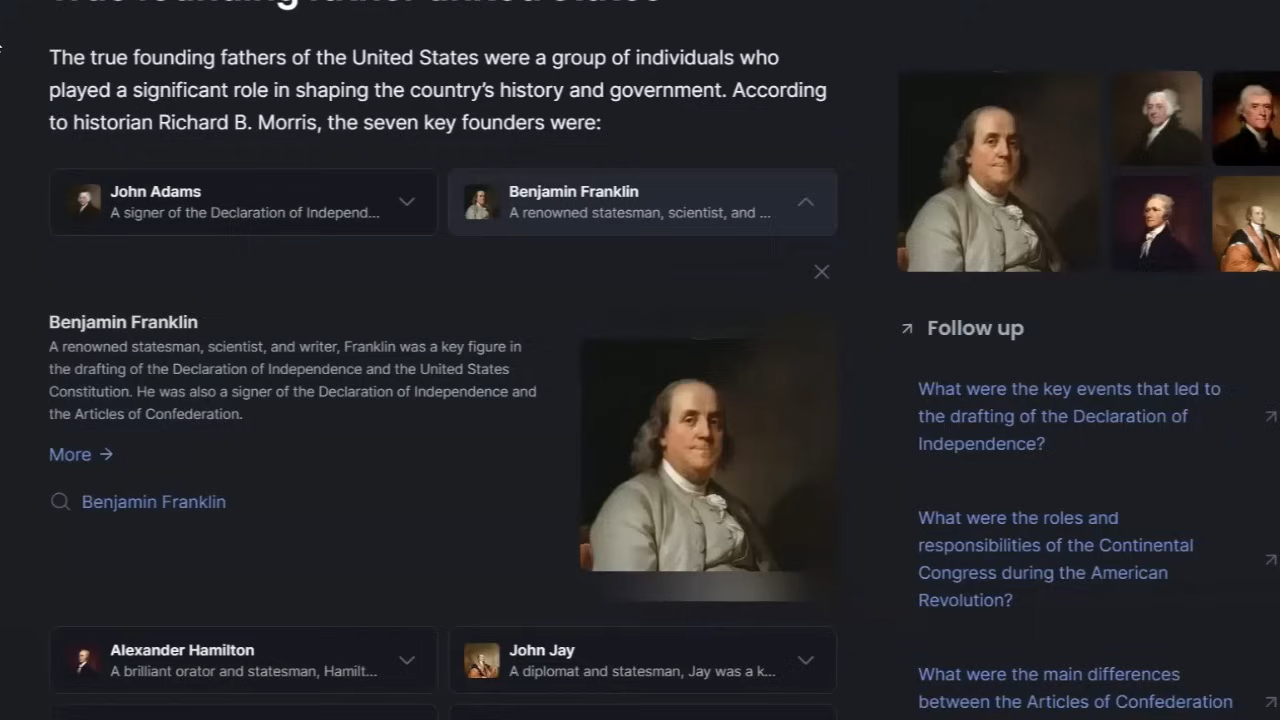 True founding father united states
The true founding fathers of the United States were a group of individuals who
played a significant role in shaping the country’s history and government. According
to historian Richard B. Morris, the seven key founders were:
John Adams
A signer of the Declaration of Independ...
Benjamin Franklin
A renowned statesman, scientist, and ...
Benjamin Franklin
A renowned statesman, scientist, and writer, Franklin was a key figure in
the drafting of the Declaration of Independence and the United States
Constitution. He was also a signer of the Declaration of Independence and
the Articles of Confederation.
More →
Benjamin Franklin
Alexander Hamilton
A brilliant orator and statesman, Hamilt...
John Jay
A diplomat and statesman, Jay was a k...
Follow up
What were the key events that led to
the drafting of the Declaration of
Independence?
What were the roles and
responsibilities of the Continental
Congress during the American
Revolution?
What were the main differences
between the Articles of Confederation